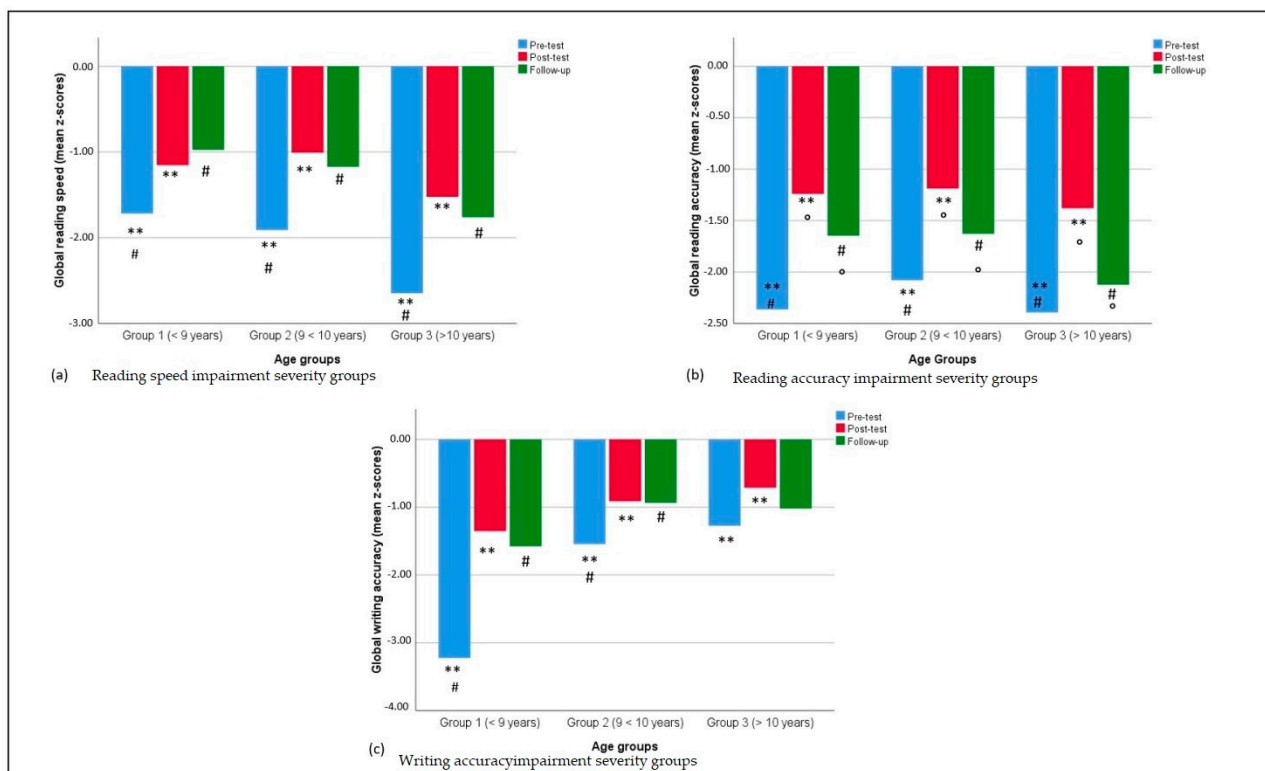 Pre-test
Post-test
Follow-up
Global reading speed (mean z-scores)
0.00
-1.00
-2.00
-3.00
**
#
**
#
**
#
**
#
**
#
**
#
Group 1 (< 9 years)
Group 2 (9 < 10 years)
Group 3 (>10 years)
Age groups
(a) Reading speed impairment severity groups
Pre-test
Post-test
Follow-up
Global reading accuracy (mean z-scores)
0.00
-0.50
-1.00
-1.50
-2.00
-2.50
**
#
**
°
#
°
**
#
**
°
#
°
**
#
**
°
#
°
Group 1 (< 9 years)
Group 2 (9 < 10 years)
Group 3 (> 10 years)
Age Groups
(b) Reading accuracy impairment severity groups
Pre-test
Post-test
Follow-up
Global writing accuracy (mean z-scores)
0.00
-1.00
-2.00
-3.00
-4.00
**
#
**
#
**
#
**
#
**
**
Group 1 (< 9 years)
Group 2 (9 < 10 years)
Group 3 (> 10 years)
Age groups
(c) Writing accuracyimpairment severity groups